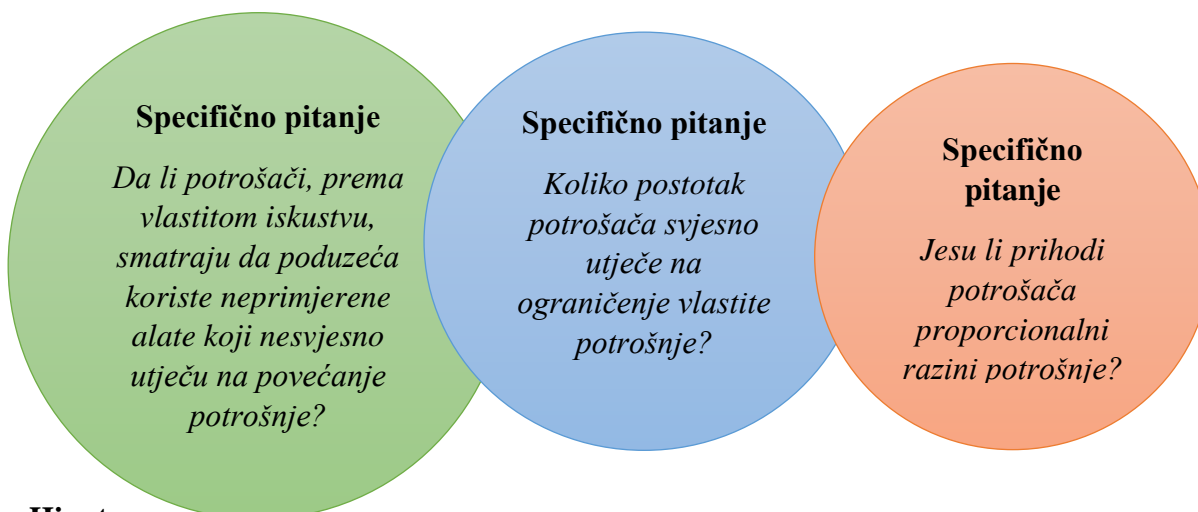 Specifično pitanje
Da li potrošači, prema
vlastitom iskustvu,
smatraju da poduzeća
koriste neprimjerene
alate koji nesvjesno
utječu na povećanje
potrošnje?
Specifično pitanje
Koliko postotak
potrošača svjesno
utječe na
ograničenje vlastite
potrošnje?
Specifično
pitanje
Jesu li prihodi
potrošača
proporcionalni
razini potrošnje?